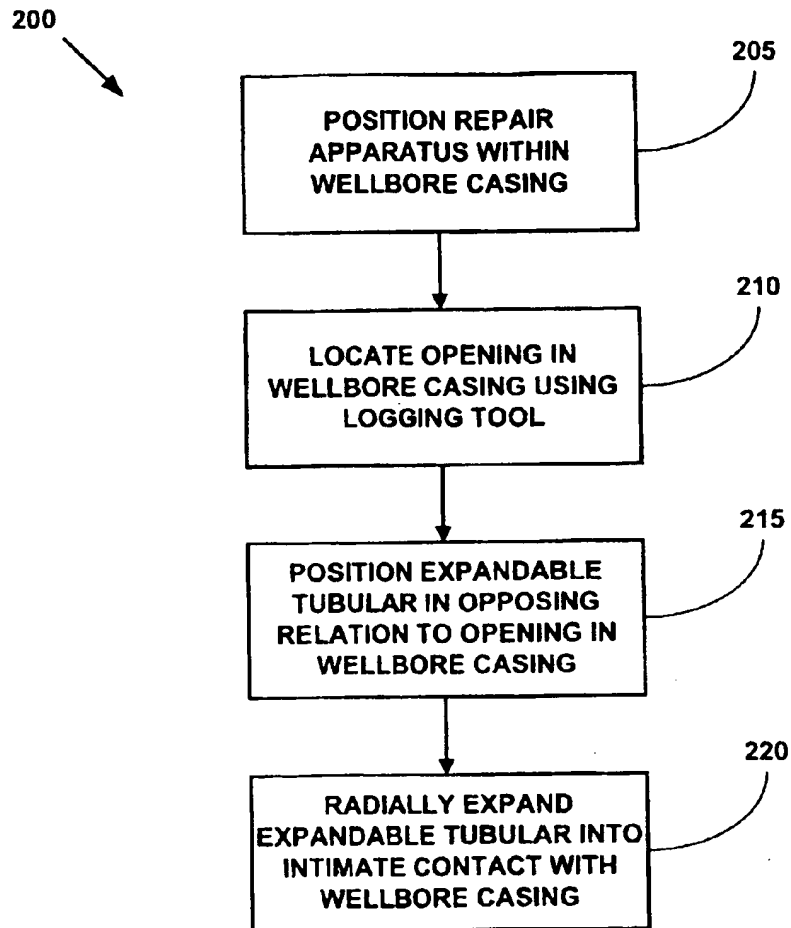 200
205
POSITION REPAIR
APPARATUS WITHIN
WELLBORE CASING
210
LOCATE OPENING IN
WELLBORE CASING USING
LOGGING TOOL
215
POSITION EXPANDABLE
TUBULAR IN OPPOSING
RELATION TO OPENING IN
WELLBORE CASING
220
RADIALLY EXPAND
EXPANDABLE TUBULAR INTO
INTIMATE CONTACT WITH
WELLBORE CASING